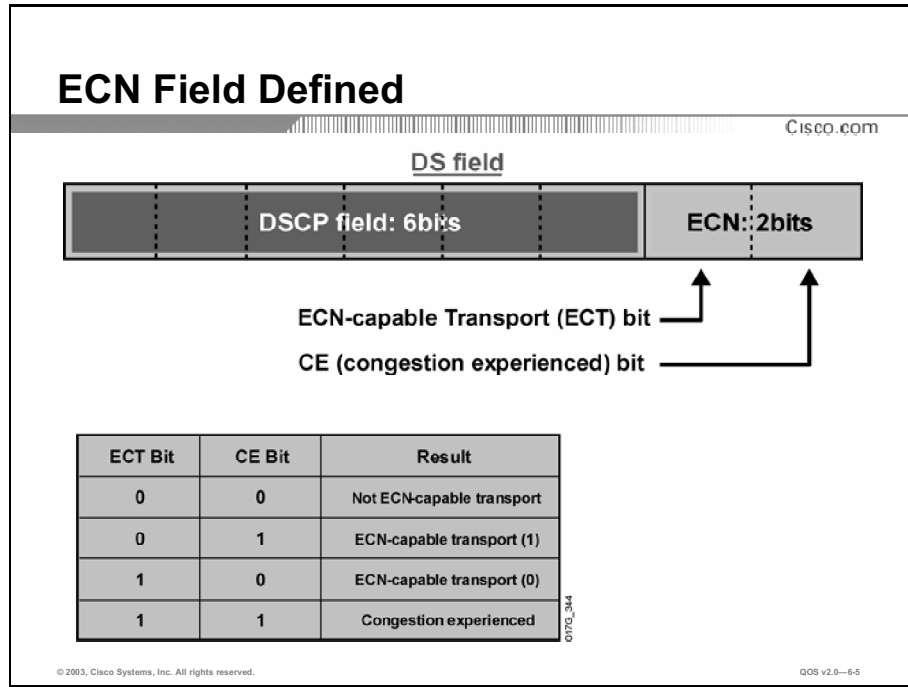 ECN Field Defined
Cisco.com
DS field
DSCP field: 6bits
ECN: 2bits
ECN-capable Transport (ECT) bit
CE (congestion experienced) bit
ECT Bit CE Bit Result
0 0 Not ECN-capable transport
0 1 ECN-capable transport (1)
1 0 ECN-capable transport (0)
1 1 Congestion experienced
017G_344
© 2003, Cisco Systems, Inc. All rights reserved.
QOS v2.0—6-5